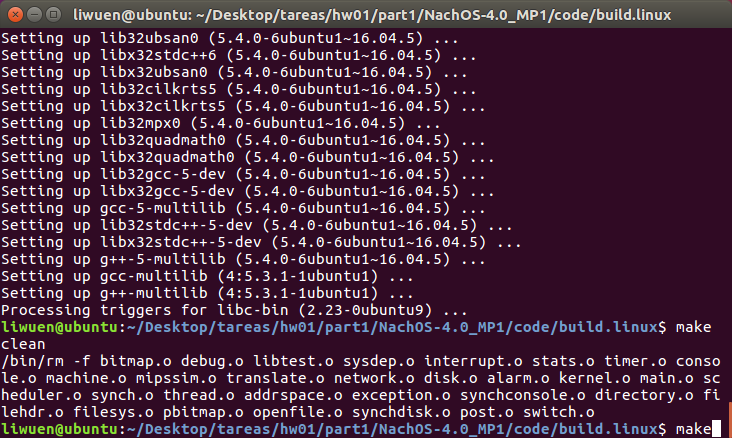 liwuen@ubuntu: ~/Desktop/tareas/hw01/part1/NachOS-4.0_MP1/code/build.linux
Setting up lib32ubsan0 (5.4.0-6ubuntu1~16.04.5) ...
Setting up libx32stdc++6 (5.4.0-6ubuntu1~16.04.5) ...
Setting up libx32ubsan0 (5.4.0-6ubuntu1~16.04.5) ...
Setting up lib32cilkrts5 (5.4.0-6ubuntu1~16.04.5) ...
Setting up libx32cilkrts5 (5.4.0-6ubuntu1~16.04.5) ...
Setting up lib32mpx0 (5.4.0-6ubuntu1~16.04.5) ...
Setting up lib32quadmath0 (5.4.0-6ubuntu1~16.04.5) ...
Setting up libx32quadmath0 (5.4.0-6ubuntu1~16.04.5) ...
Setting up lib32gcc-5-dev (5.4.0-6ubuntu1~16.04.5) ...
Setting up libx32gcc-5-dev (5.4.0-6ubuntu1~16.04.5) ...
Setting up gcc-5-multilib (5.4.0-6ubuntu1~16.04.5) ...
Setting up lib32stdc++-5-dev (5.4.0-6ubuntu1~16.04.5) ...
Setting up libx32stdc++-5-dev (5.4.0-6ubuntu1~16.04.5) ...
Setting up g++-5-multilib (5.4.0-6ubuntu1~16.04.5) ...
Setting up gcc-multilib (4:5.3.1-1ubuntu1) ...
Setting up g++-multilib (4:5.3.1-1ubuntu1) ...
Processing triggers for libc-bin (2.23-0ubuntu9) ...
liwuen@ubuntu:~/Desktop/tareas/hw01/part1/NachOS-4.0_MP1/code/build.linux$ make
clean
/bin/rm -f bitmap.o debug.o libtest.o sysdep.o interrupt.o stats.o timer.o conso
le.o machine.o mipssim.o translate.o network.o disk.o alarm.o kernel.o main.o sc
heduler.o synch.o thread.o addrspace.o exception.o synchconsole.o directory.o fi
lehdr.o filesys.o pbitmap.o openfile.o synchdisk.o post.o switch.o
liwuen@ubuntu:~/Desktop/tareas/hw01/part1/NachOS-4.0_MP1/code/build.linux$ make